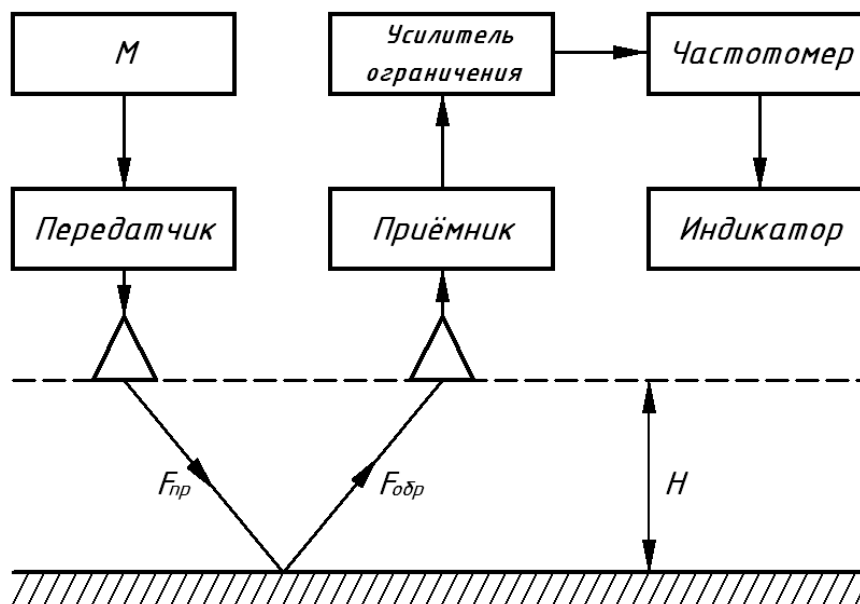 М
Усилитель
ограничения
Частотомер
Передатчик
Приёмник
Индикатор
Fпр
Fобр
H